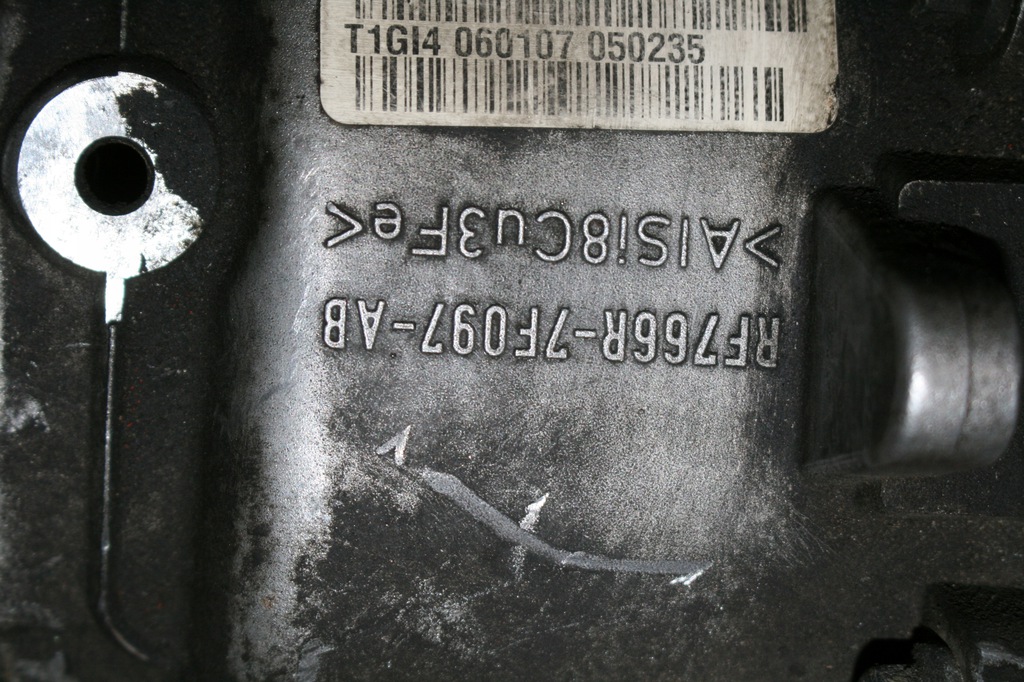 T1GI4 060107 050235
RF766R-7F097-AB
>AlSi8Cu3Fe<